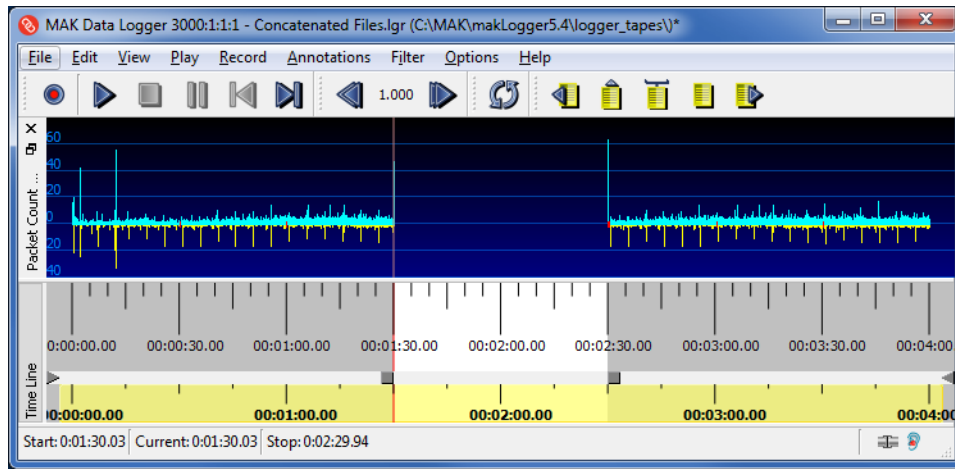 MAK Data Logger 3000:1:1:1 - Concatenated Files.lgr (C:\MAK\makLogger5.4\logger_tapes\)*
File Edit View Play Record Annotations Filter Options Help
1.000
Packet Count ...
60
40
20
0
20
40
Time Line
0:00:00.00 00:00:30.00 00:01:00.00 00:01:30.00 00:02:00.00 00:02:30.00 00:03:00.00 00:03:30.00 00:04:00
0:00:00.00 00:01:00.00 00:02:00.00 00:03:00.00 00:04:0
Start: 0:01:30.03 Current: 0:01:30.03 Stop: 0:02:29.94